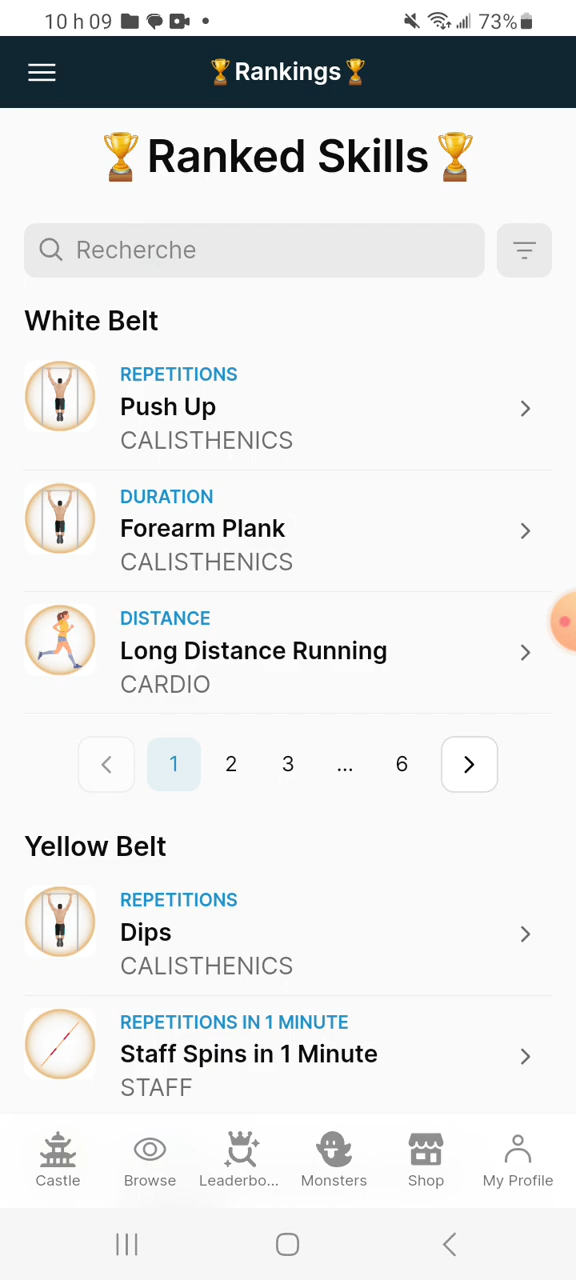 10 h 09
73%
🏆Rankings🏆
🏆Ranked Skills🏆
Recherche
White Belt
REPETITIONS
Push Up
CALISTHENICS
DURATION
Forearm Plank
CALISTHENICS
DISTANCE
Long Distance Running
CARDIO
1 2 3 ... 6
Yellow Belt
REPETITIONS
Dips
CALISTHENICS
REPETITIONS IN 1 MINUTE
Staff Spins in 1 Minute
STAFF
Castle Browse Leaderbo... Monsters Shop My Profile